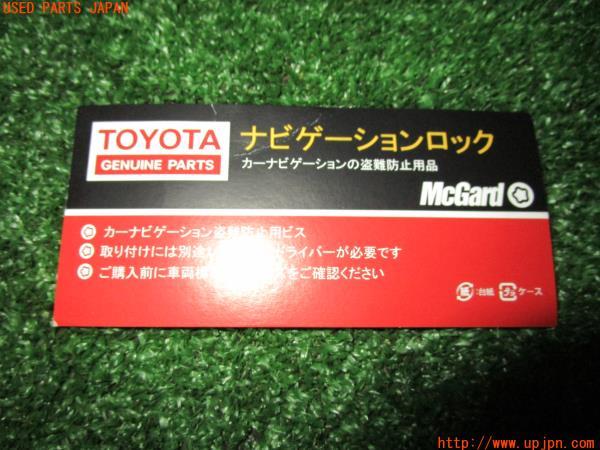 USED PARTS JAPAN
TOYOTA
GENUINE PARTS
ナビゲーションロック
カーナビゲーションの盗難防止用品
McGard
カーナビゲーション盗難防止用ビス
取り付けには別途 ドライバーが必要です
ご購入前に車両 をご確認ください
紙:台紙 プラ ケース
http://www.upjpn.com